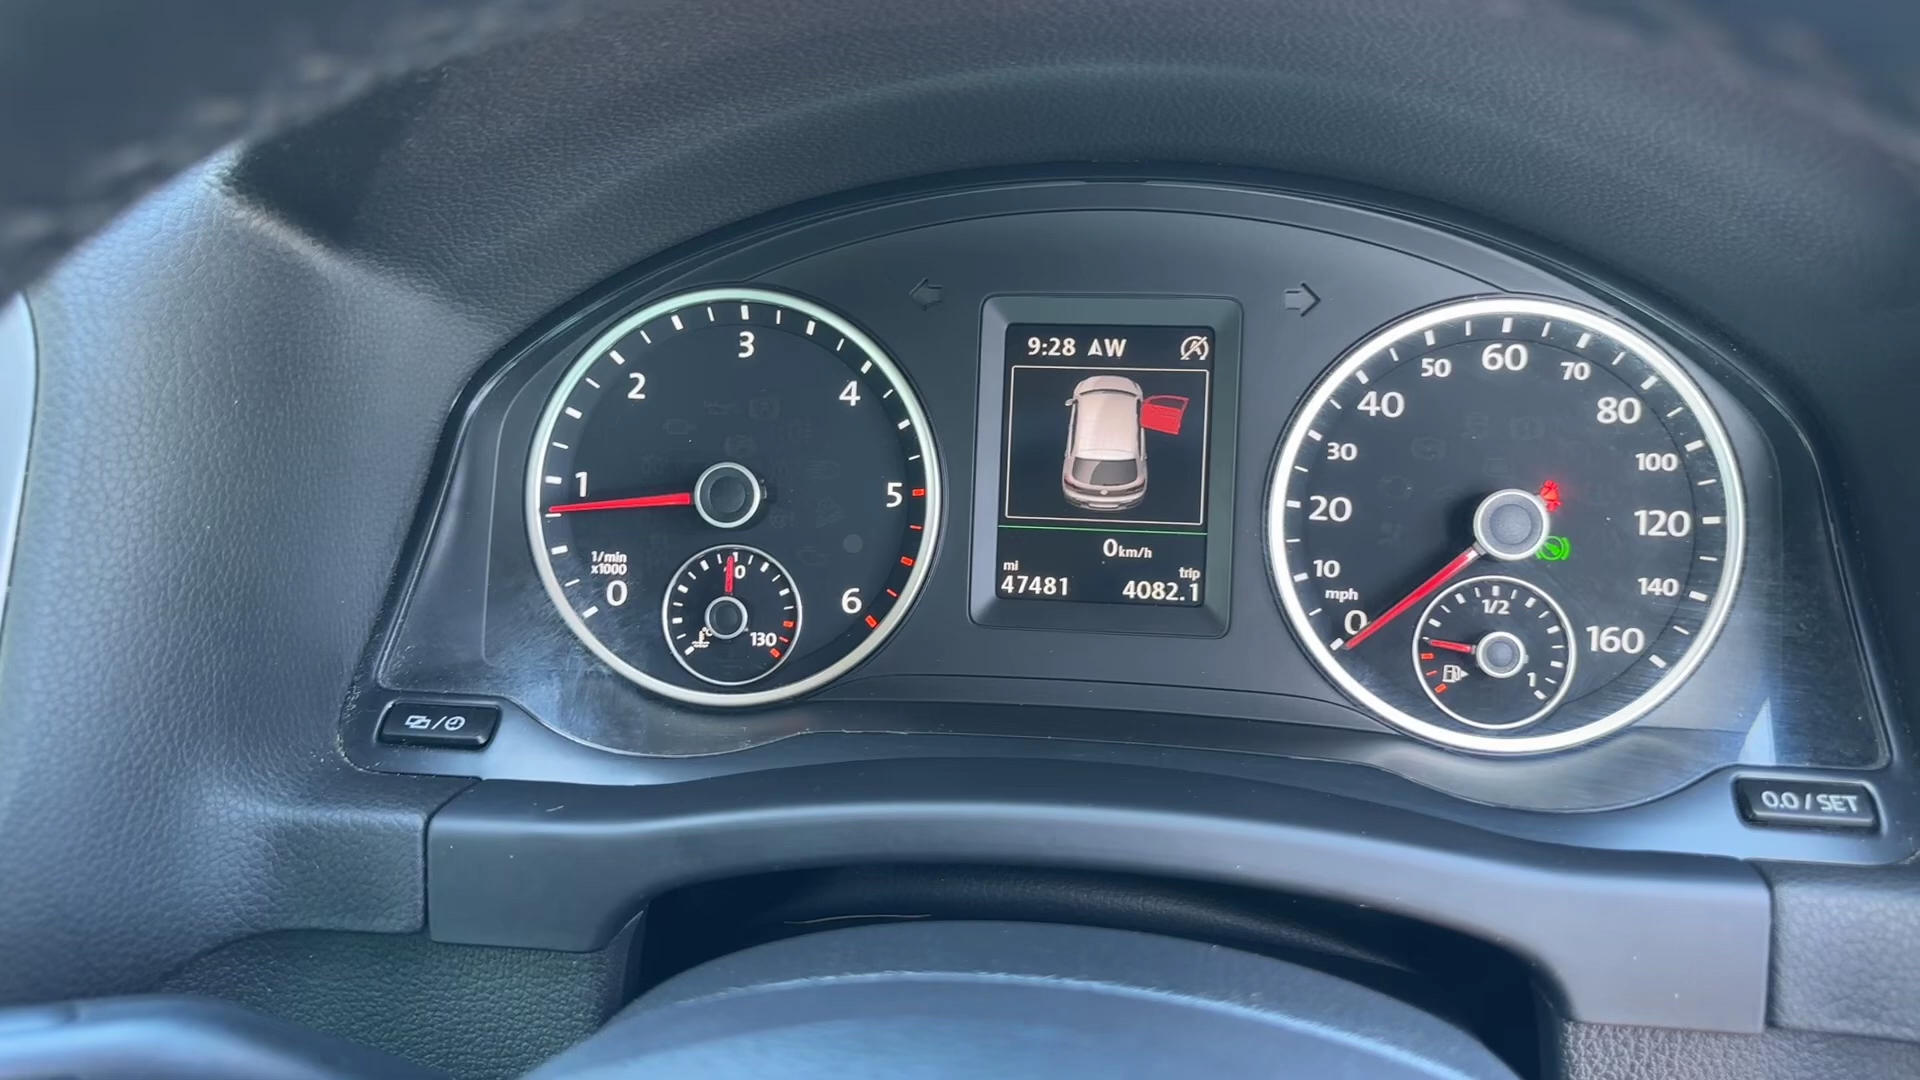 9:28 W
0 km/h
mi trip
47481 4082.1
3
2 4
1 5
1/min
x1000
0 6
90
°C 130
60
50 70
40 80
30 100
20 120
10 140
mph
0 160
1/2
1
0.0 / SET